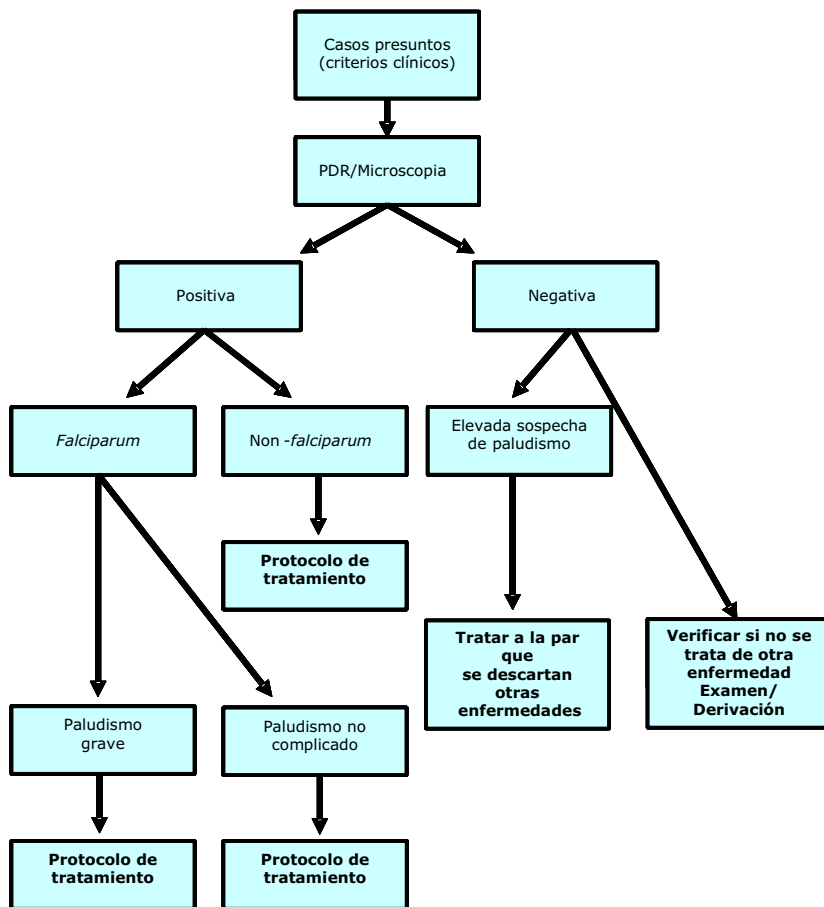 Casos presuntos
(criterios clínicos)
PDR/Microscopia
Positiva
Negativa
Falciparum
Non -falciparum
Elevada sospecha
de paludismo
Protocolo de
tratamiento
Tratar a la par
que
se descartan
otras
enfermedades
Verificar si no se
trata de otra
enfermedad
Examen/
Derivación
Paludismo
grave
Paludismo no
complicado
Protocolo de
tratamiento
Protocolo de
tratamiento